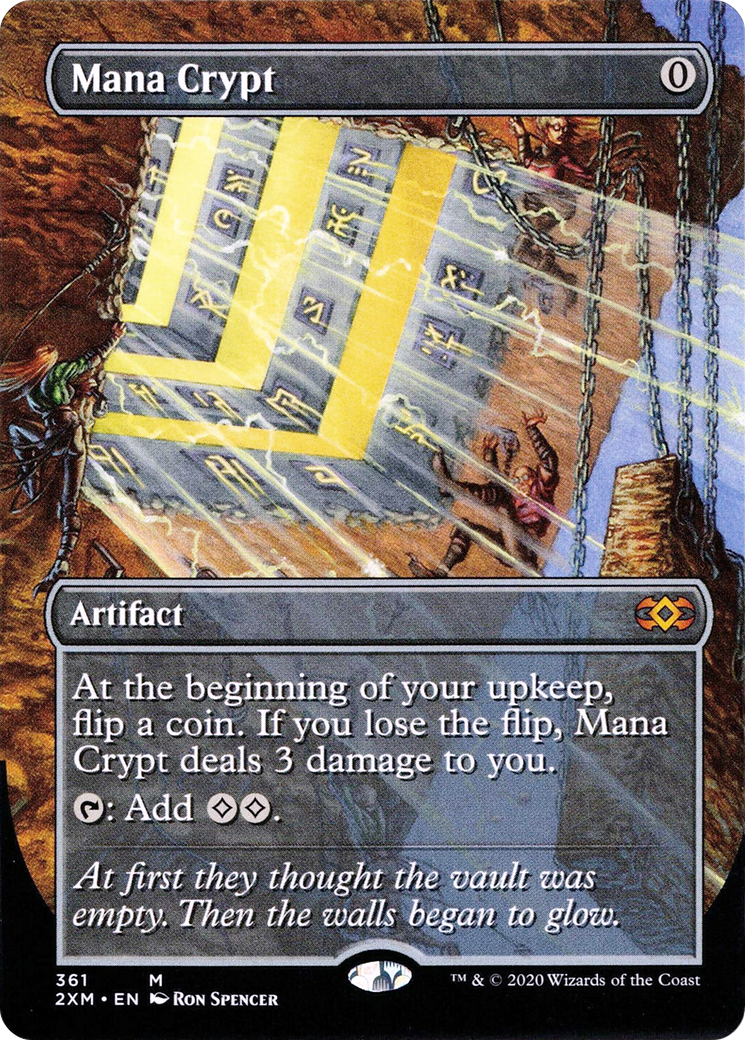 Mana Crypt 0
Artifact
At the beginning of your upkeep,
flip a coin. If you lose the flip, Mana
Crypt deals 3 damage to you.
: Add .
At first they thought the vault was
empty. Then the walls began to glow.
361 M ™ & © 2020 Wizards of the Coast
2XM • EN Ron Spencer